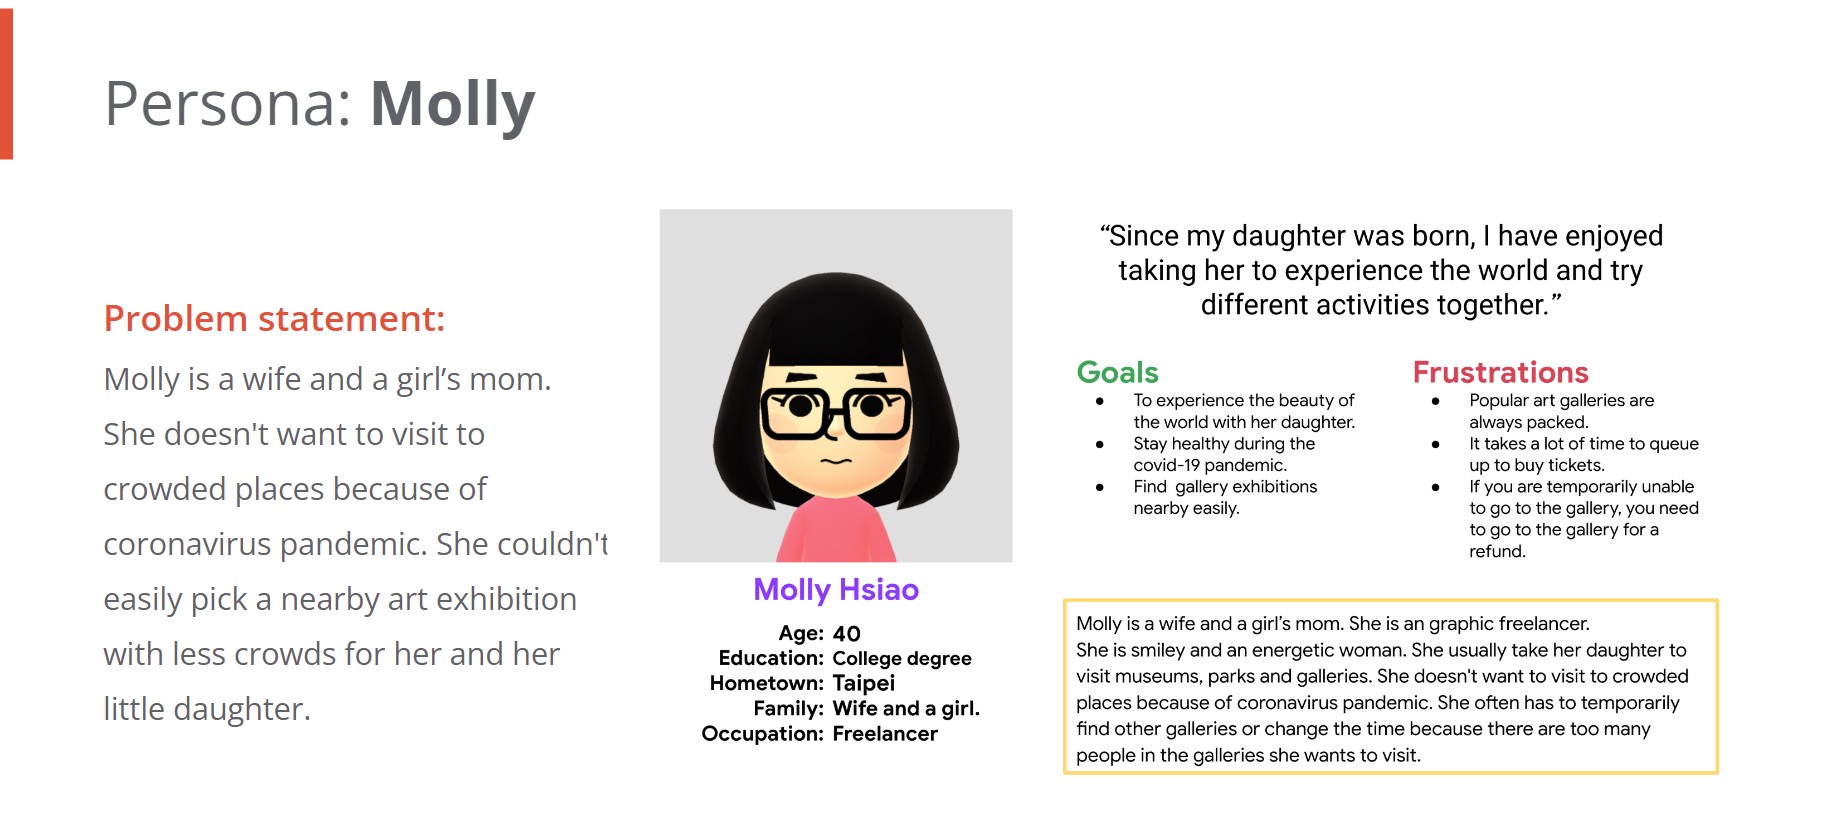 Persona: Molly
Problem statement:
Molly is a wife and a girl’s mom.
She doesn't want to visit to
crowded places because of
coronavirus pandemic. She couldn't
easily pick a nearby art exhibition
with less crowds for her and her
little daughter.
Molly Hsiao
Age: 40
Education: College degree
Hometown: Taipei
Family: Wife and a girl.
Occupation: Freelancer
“Since my daughter was born, I have enjoyed
taking her to experience the world and try
different activities together.”
Goals
● To experience the beauty of
the world with her daughter.
● Stay healthy during the
covid-19 pandemic.
● Find  gallery exhibitions
nearby easily.
Frustrations
● Popular art galleries are
always packed.
● It takes a lot of time to queue
up to buy tickets.
● If you are temporarily unable
to go to the gallery, you need
to go to the gallery for a
refund.
Molly is a wife and a girl’s mom. She is an graphic freelancer.
She is smiley and an energetic woman. She usually take her daughter to
visit museums, parks and galleries. She doesn't want to visit to crowded
places because of coronavirus pandemic. She often has to temporarily
find other galleries or change the time because there are too many
people in the galleries she wants to visit.